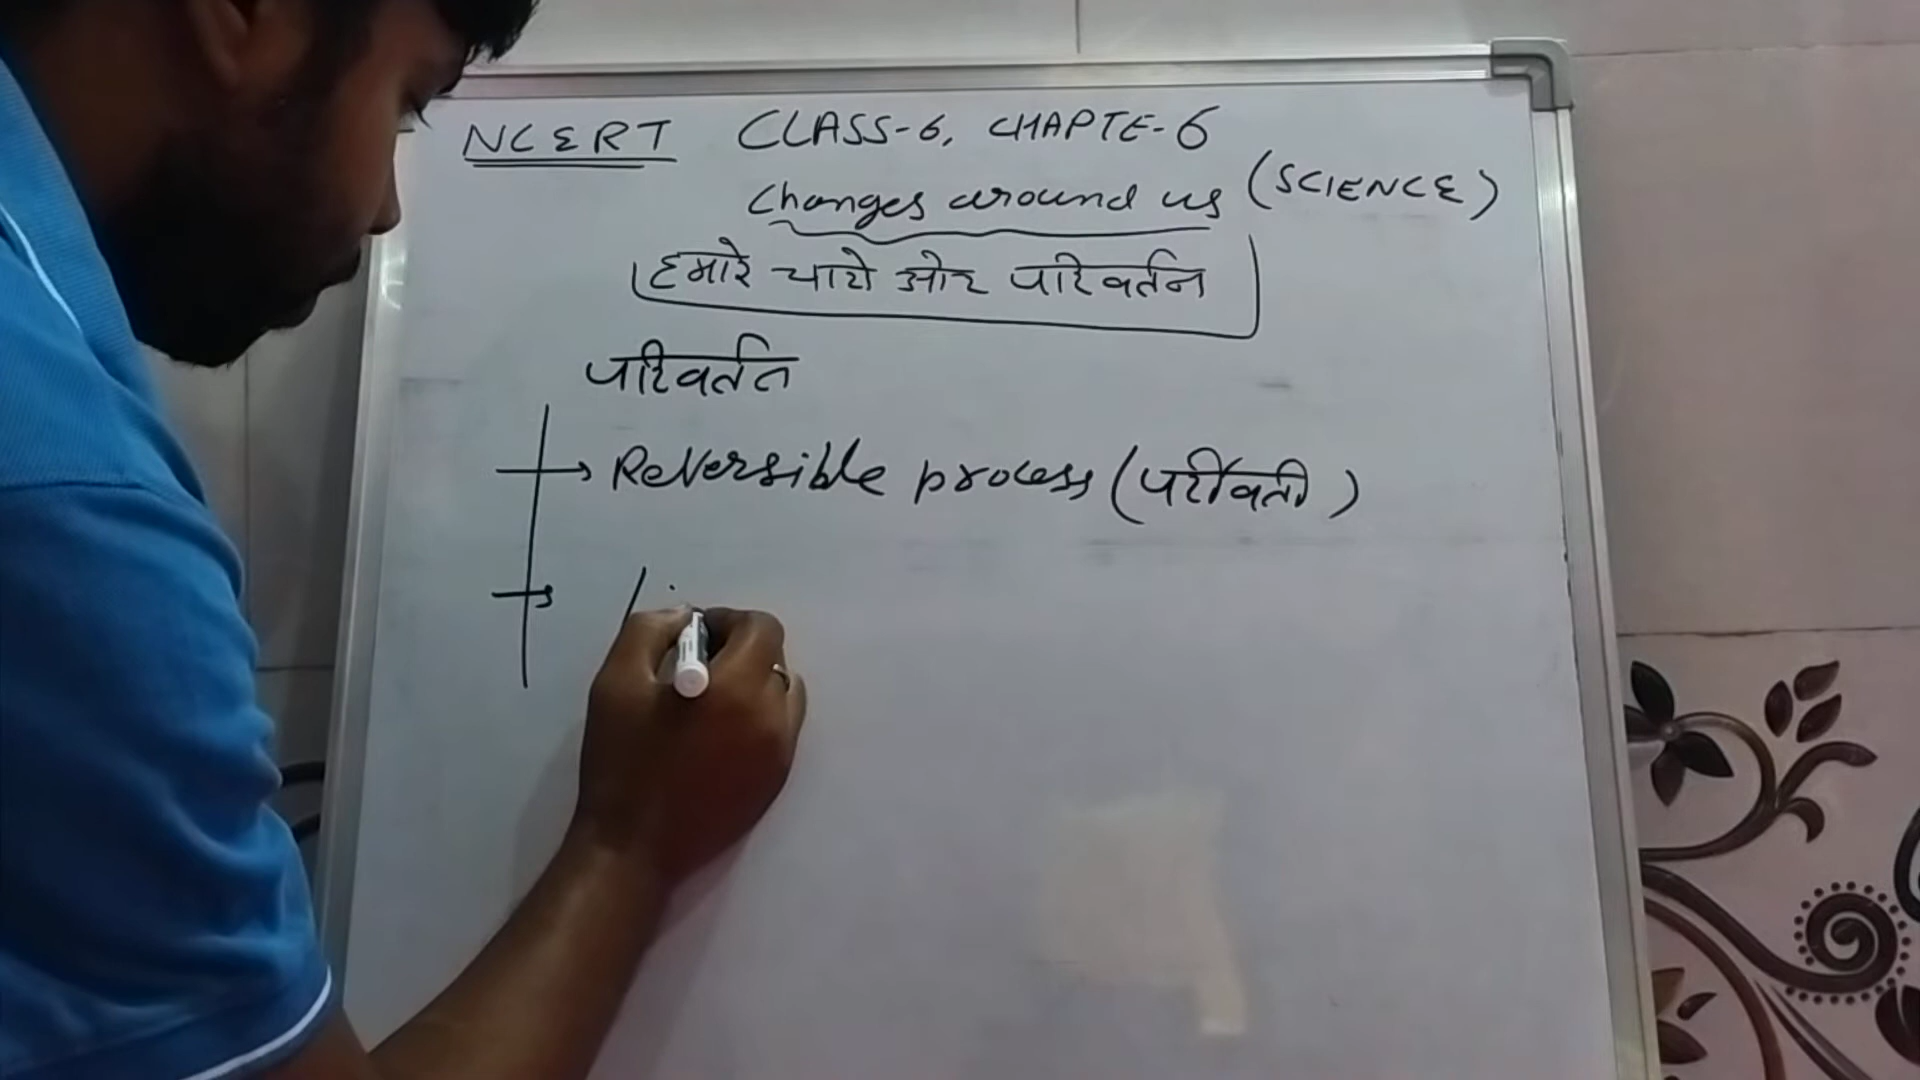 NCERT CLASS-6, CHAPTE-6
Changes around us (SCIENCE)
हमारे चारो ओर परिवर्तन
परिवर्तन
Reversible process (परीवर्ती)